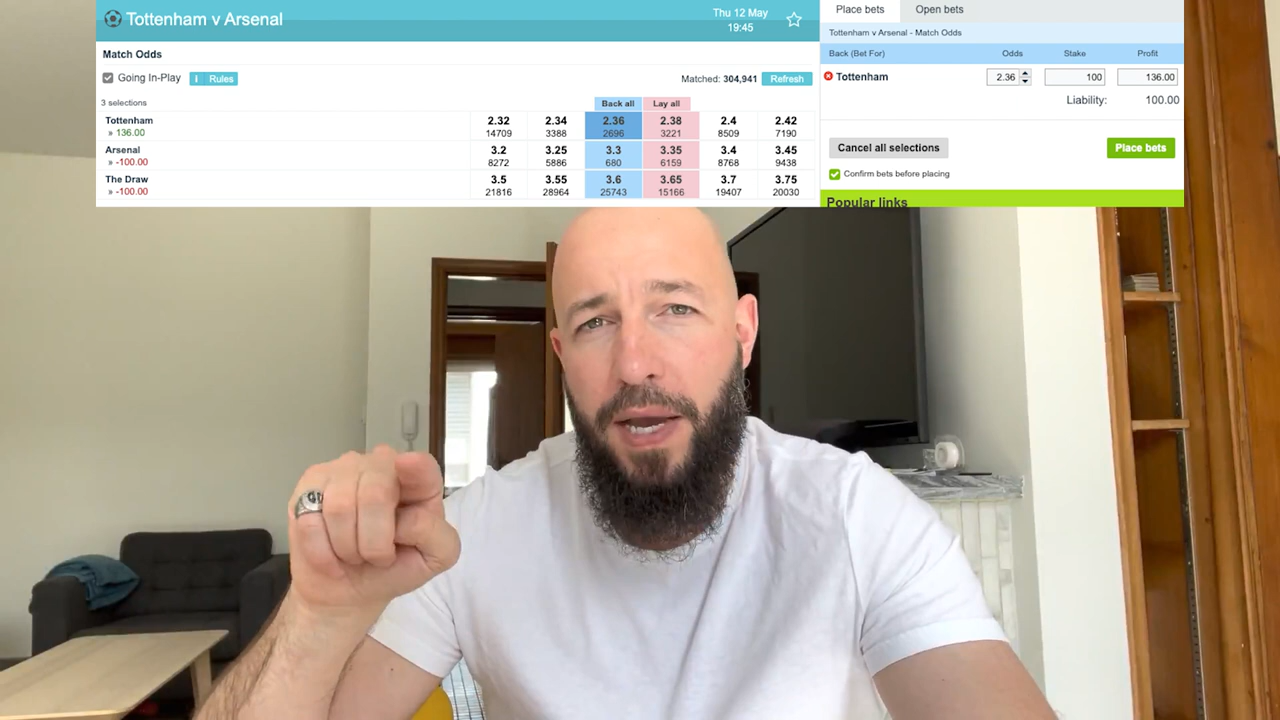 Tottenham v Arsenal
Thu 12 May
19:45
Match Odds
Going In-Play i Rules Matched: 304,941 Refresh
3 selections Back all Lay all
Tottenham 2.32 2.34 2.36 2.38 2.4 2.42
» 136.00 14709 3388 2696 3221 8509 7190
Arsenal 3.2 3.25 3.3 3.35 3.4 3.45
» -100.00 8272 5886 680 6159 8768 9438
The Draw 3.5 3.55 3.6 3.65 3.7 3.75
» -100.00 21816 28964 25743 15166 19407 20030
Place bets Open bets
Tottenham v Arsenal - Match Odds
Back (Bet For) Odds Stake Profit
Tottenham 2.36 100 136.00
Liability: 100.00
Cancel all selections Place bets
Confirm bets before placing
Popular links